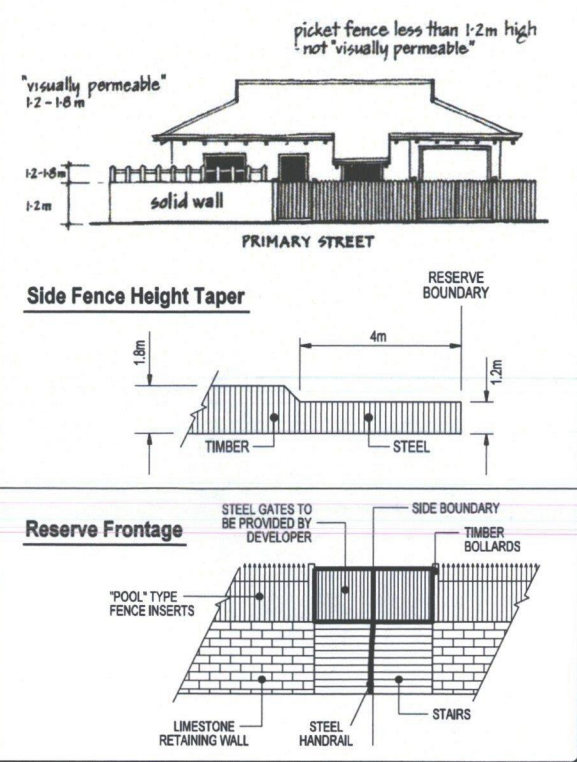 picket fence less than 1·2m high
- not "visually permeable"
"visually permeable"
1·2 - 1·8 m
1·2-1·8m
1·2m
solid wall
PRIMARY STREET
Side Fence Height Taper
RESERVE
BOUNDARY
4m
1.8m
1.2m
TIMBER
STEEL
Reserve Frontage
STEEL GATES TO
BE PROVIDED BY
DEVELOPER
SIDE BOUNDARY
TIMBER
BOLLARDS
"POOL" TYPE
FENCE INSERTS
LIMESTONE
RETAINING WALL
STEEL
HANDRAIL
STAIRS